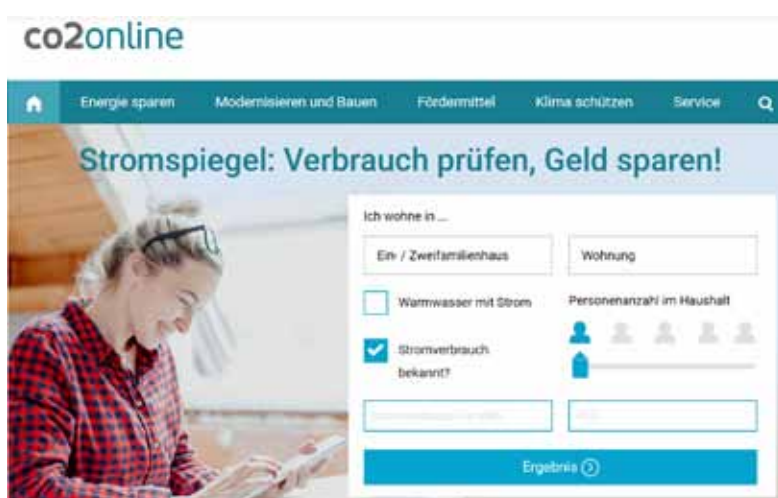 co2online
Energie sparen Modernisieren und Bauen Fördermittel Klima schützen Service
Stromspiegel: Verbrauch prüfen, Geld sparen!
Ich wohne in ...
Ein- / Zweifamilienhaus Wohnung
Warmwasser mit Strom Personenanzahl im Haushalt
Stromverbrauch
bekannt?
Ergebnis